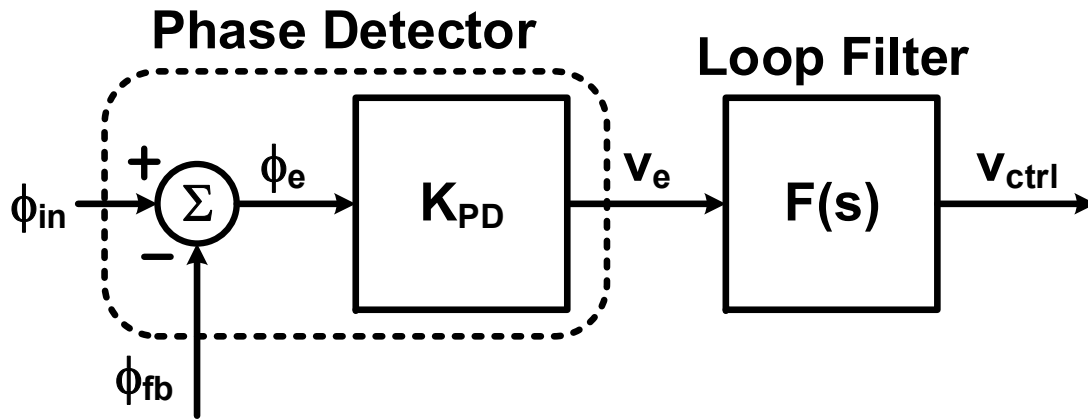 Phase Detector
Loop Filter
+
ϕin
−
Σ
ϕe
KPD
ve
F(s)
vctrl
ϕfb